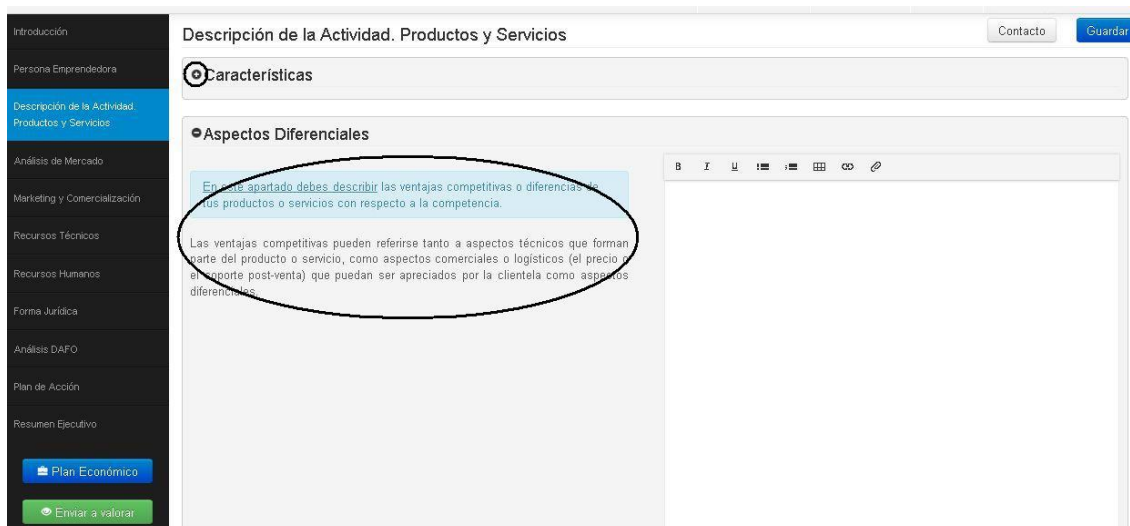 Introducción
Persona Emprendedora
Descripción de la Actividad.
Productos y Servicios
Análisis de Mercado
Marketing y Comercialización
Recursos Técnicos
Recursos Humanos
Forma Jurídica
Análisis DAFO
Plan de Acción
Resumen Ejecutivo
Plan Económico
Enviar a valorar
Descripción de la Actividad. Productos y Servicios
Contacto
Guardar
Características
Aspectos Diferenciales
En este apartado debes describir las ventajas competitivas o diferencias de
tus productos o servicios con respecto a la competencia.
Las ventajas competitivas pueden referirse tanto a aspectos técnicos que forman
parte del producto o servicio, como aspectos comerciales o logísticos (el precio o
el soporte post-venta) que puedan ser apreciados por la clientela como aspectos
diferenciales.
B I U